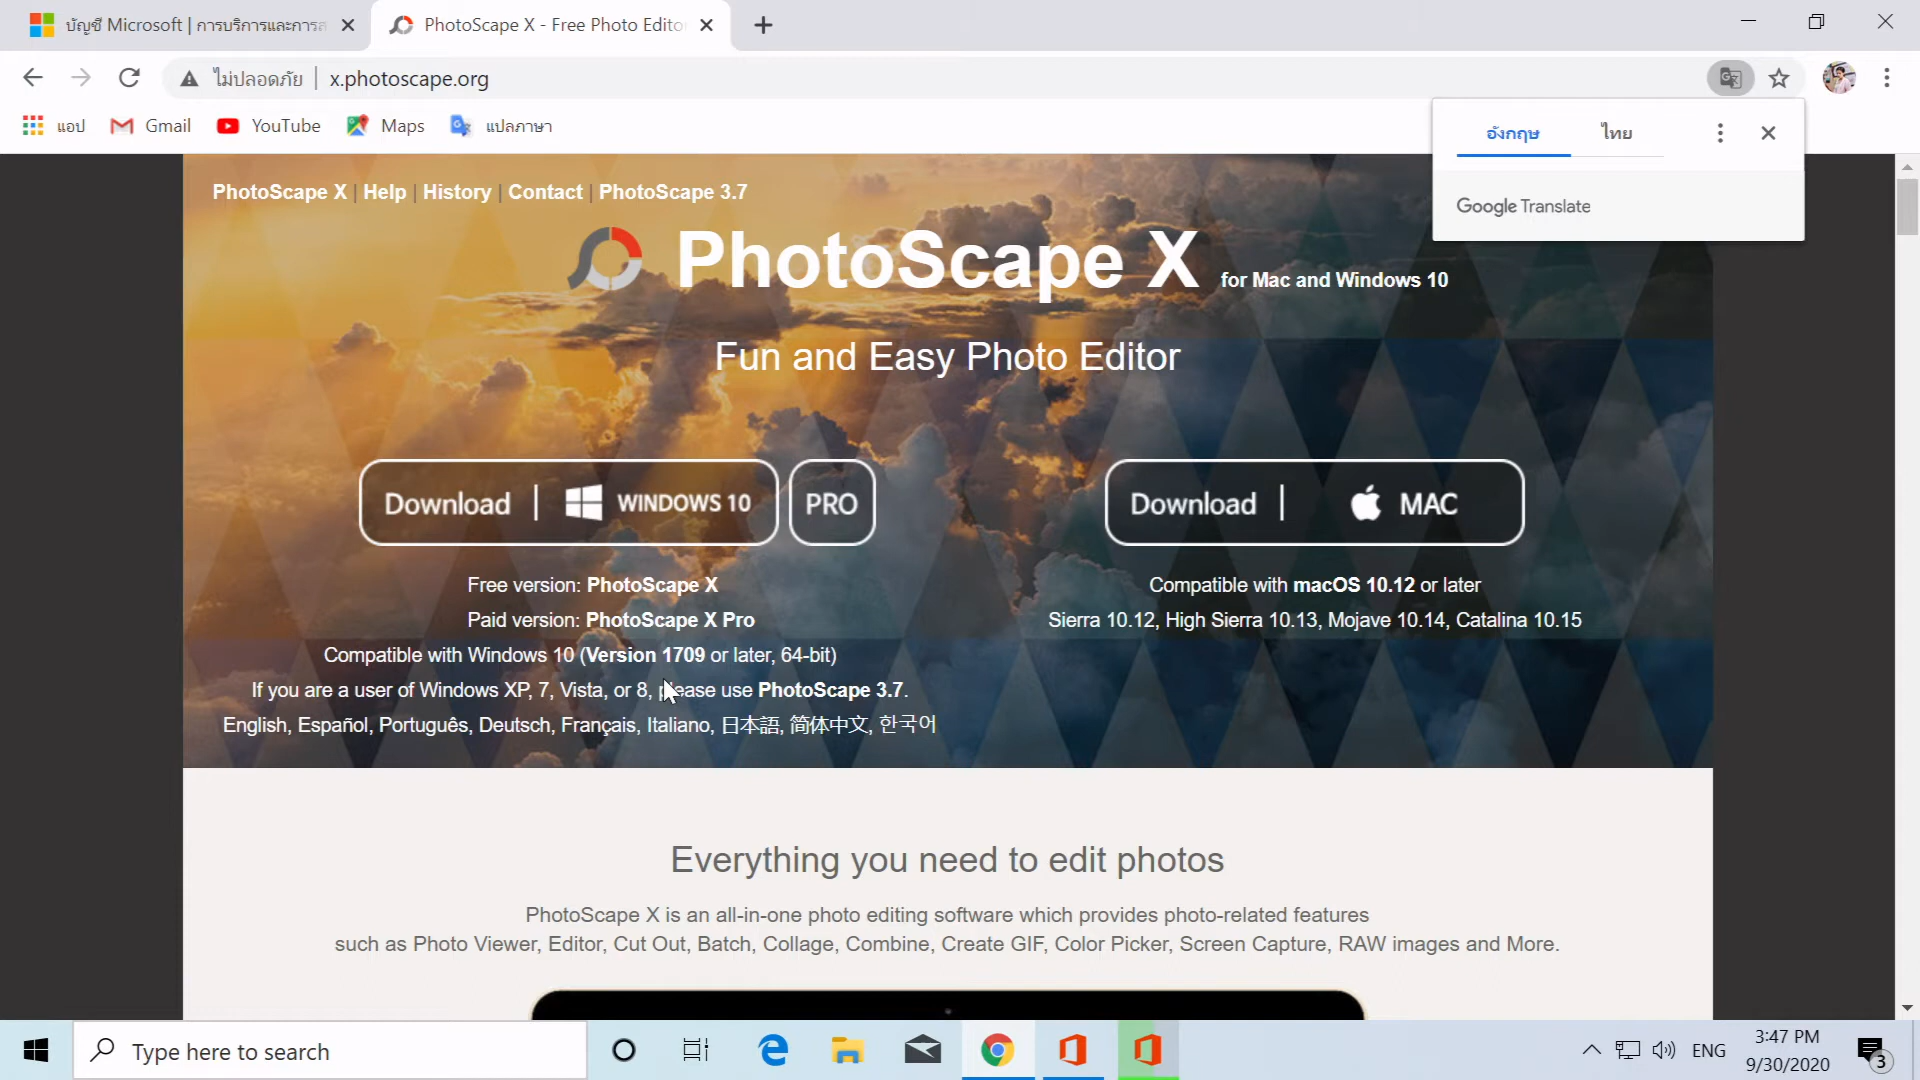 บัญชี Microsoft | การบริการและการส
PhotoScape X - Free Photo Edito
ไม่ปลอดภัย
x.photoscape.org
แอป
Gmail
YouTube
Maps
แปลภาษา
อังกฤษ
ไทย
Google Translate
PhotoScape X | Help | History | Contact | PhotoScape 3.7
PhotoScape X for Mac and Windows 10
Fun and Easy Photo Editor
Download | WINDOWS 10
PRO
Download | MAC
Free version: PhotoScape X
Paid version: PhotoScape X Pro
Compatible with Windows 10 (Version 1709 or later, 64-bit)
If you are a user of Windows XP, 7, Vista, or 8, please use PhotoScape 3.7.
English, Español, Português, Deutsch, Français, Italiano, 日本語, 简体中文, 한국어
Compatible with macOS 10.12 or later
Sierra 10.12, High Sierra 10.13, Mojave 10.14, Catalina 10.15
Everything you need to edit photos
PhotoScape X is an all-in-one photo editing software which provides photo-related features
such as Photo Viewer, Editor, Cut Out, Batch, Collage, Combine, Create GIF, Color Picker, Screen Capture, RAW images and More.
Type here to search
ENG
3:47 PM
9/30/2020
3